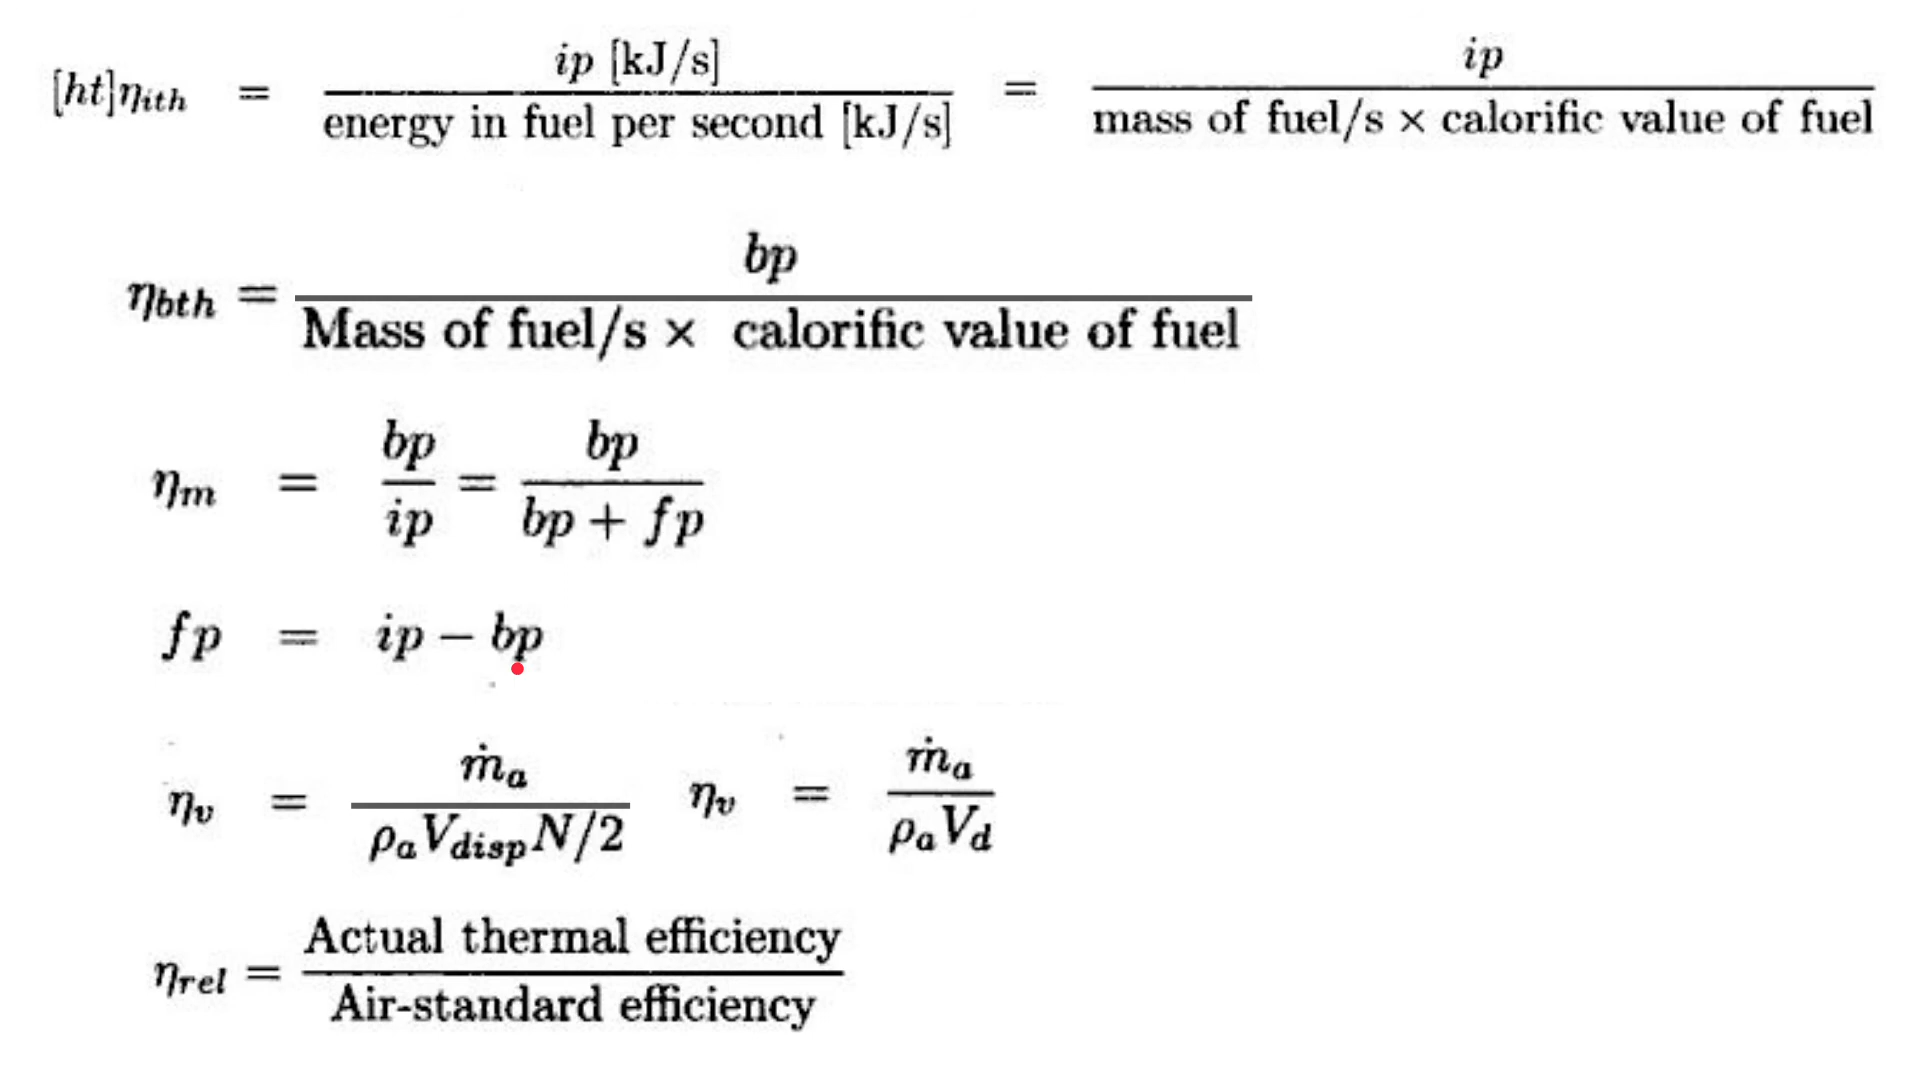 [ht]η_ith = ip [kJ/s] / energy in fuel per second [kJ/s] = ip / mass of fuel/s × calorific value of fuel
η_bth = bp / Mass of fuel/s × calorific value of fuel
η_m = bp / ip = bp / bp + fp
fp = ip − bp
η_v = ṁ_a / ρ_a V_disp N/2 η_v = ṁ_a / ρ_a V_d
η_rel = Actual thermal efficiency / Air-standard efficiency